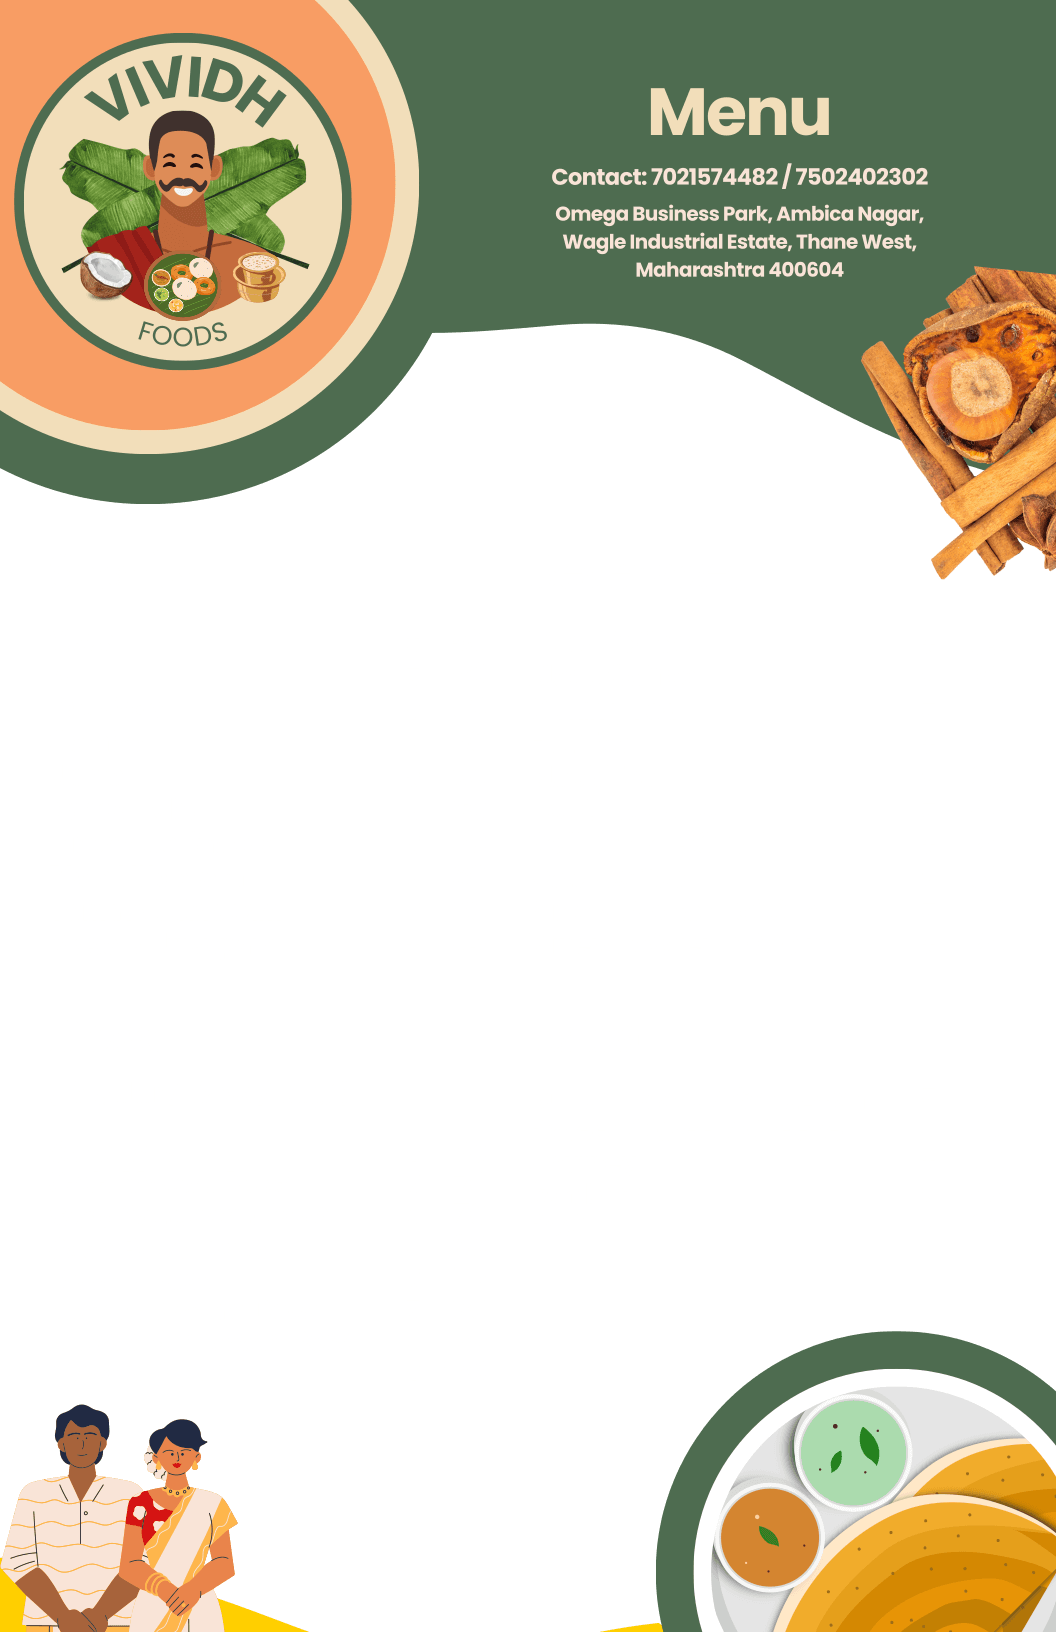 VIVIDH
FOODS
Menu
Contact: 7021574482 / 7502402302
Omega Business Park, Ambica Nagar,
Wagle Industrial Estate, Thane West,
Maharashtra 400604